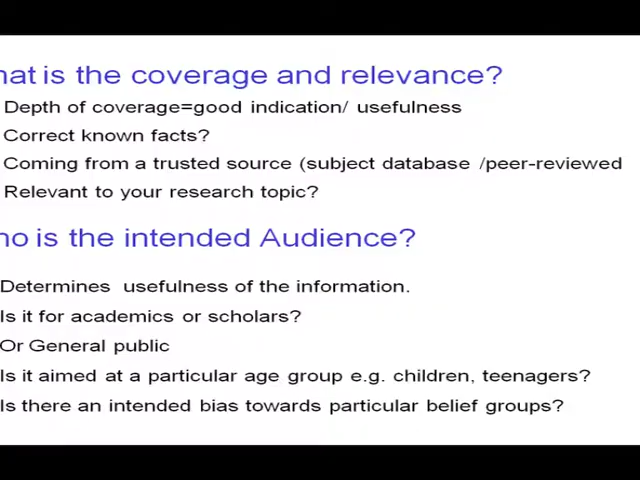 hat is the coverage and relevance?
Depth of coverage=good indication/ usefulness
Correct known facts?
Coming from a trusted source (subject database /peer-reviewed
Relevant to your research topic?
ho is the intended Audience?
Determines usefulness of the information.
Is it for academics or scholars?
Or General public
Is it aimed at a particular age group e.g. children, teenagers?
Is there an intended bias towards particular belief groups?